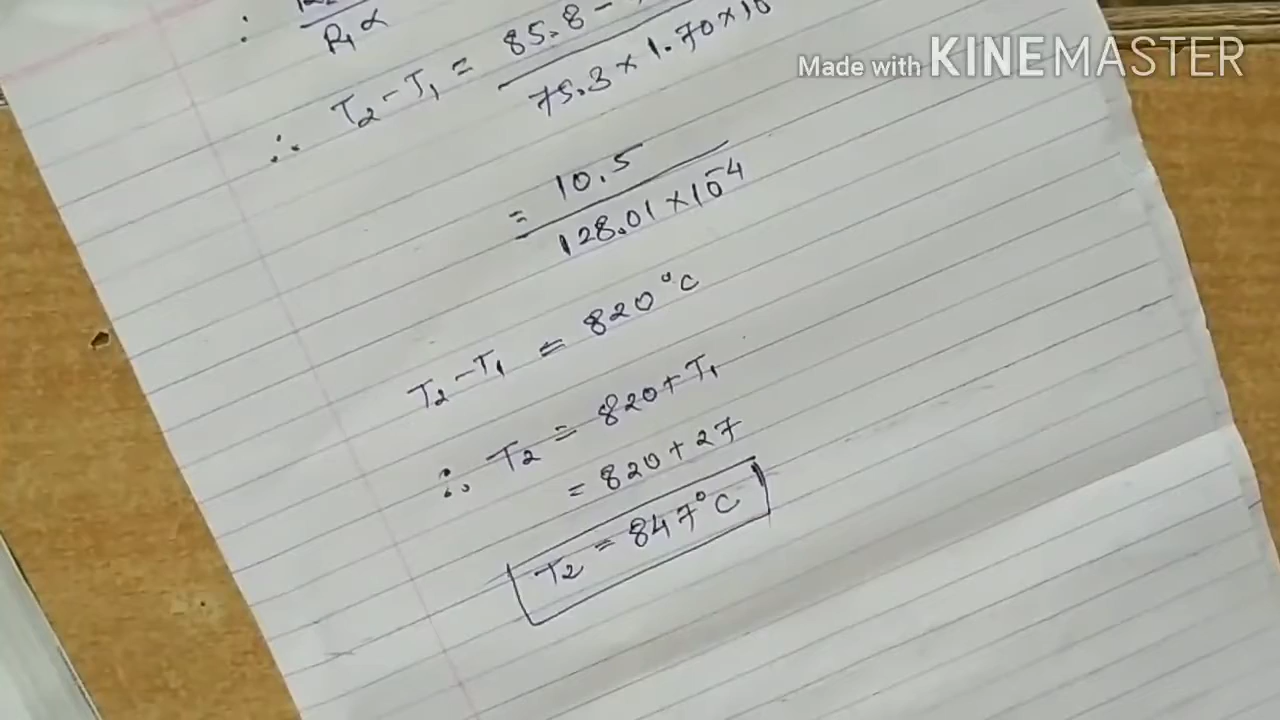 Made with KINEMASTER
R₁α
∴ T₂ - T₁ = 85.8 -
75.3 × 1.70 × 10
= 10.5
128.01 × 10⁻⁴
T₂ - T₁ = 820°C
∴ T₂ = 820 + T₁
= 820 + 27
T₂ = 847°C